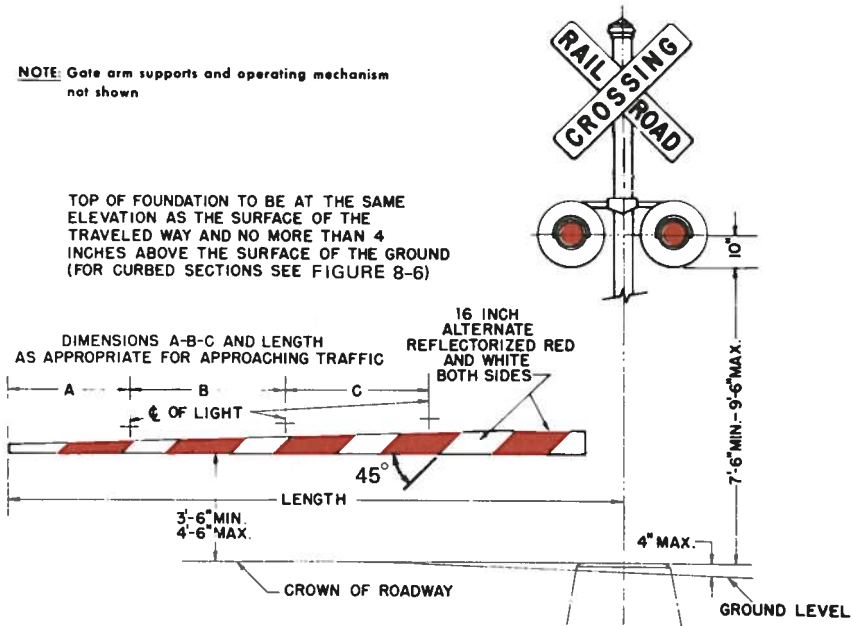 RAIL
ROAD
CROSSING
NOTE: Gate arm supports and operating mechanism
not shown
TOP OF FOUNDATION TO BE AT THE SAME
ELEVATION AS THE SURFACE OF THE
TRAVELED WAY AND NO MORE THAN 4
INCHES ABOVE THE SURFACE OF THE GROUND
(FOR CURBED SECTIONS SEE FIGURE 8-6)
10"
16 INCH
ALTERNATE
REFLECTORIZED RED
AND WHITE
BOTH SIDES
DIMENSIONS A-B-C AND LENGTH
AS APPROPRIATE FOR APPROACHING TRAFFIC
A
B
C
℄ OF LIGHT
7'-6"MIN.-9'-6"MAX.
45°
LENGTH
3'-6"MIN.
4'-6"MAX.
4"MAX.
CROWN OF ROADWAY
GROUND LEVEL